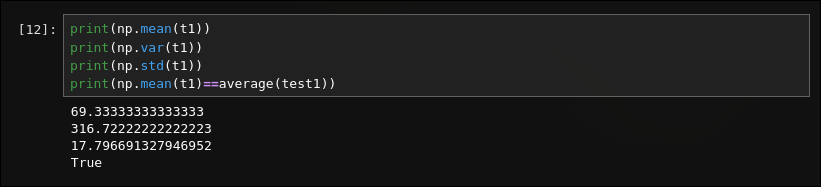 [12]: print(np.mean(t1))
print(np.var(t1))
print(np.std(t1))
print(np.mean(t1)==average(test1))
69.33333333333333
316.72222222222223
17.796691327946952
True